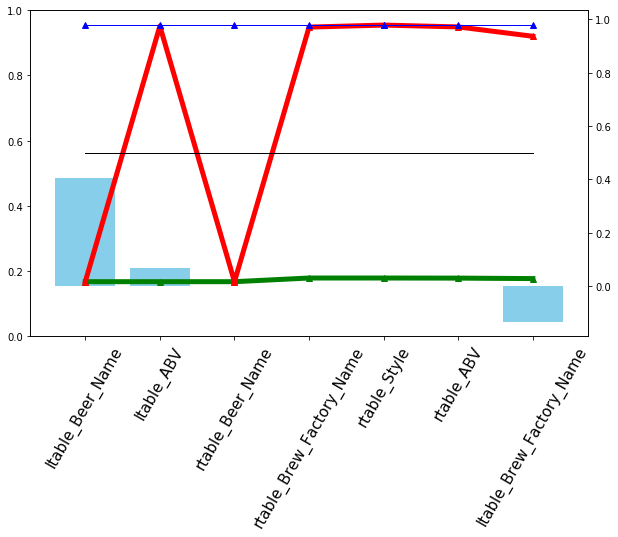 1.0
0.8
0.6
0.4
0.2
0.0
1.0
0.8
0.6
0.4
0.2
0.0
ltable_Beer_Name
ltable_ABV
rtable_Beer_Name
rtable_Brew_Factory_Name
rtable_Style
rtable_ABV
ltable_Brew_Factory_Name